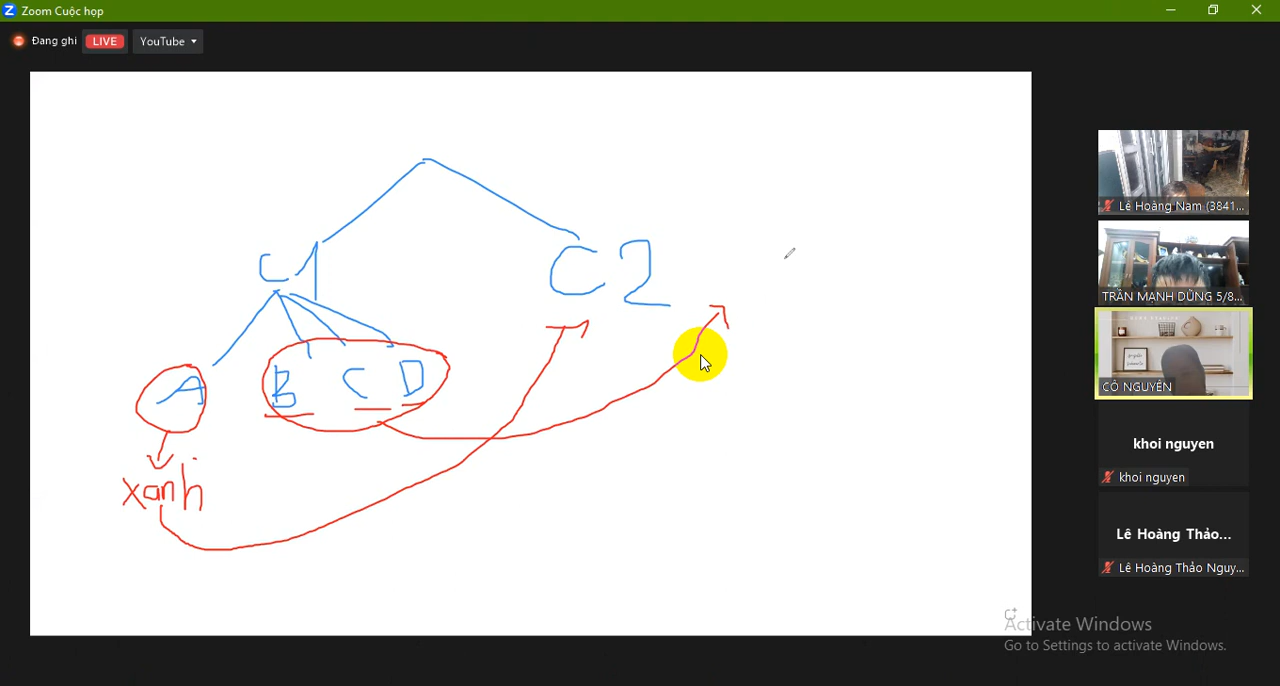 Zoom Cuộc họp
Đang ghi LIVE YouTube
C1 C2
A B C D
xanh
Lê Hoàng Nam (3841...
TRẦN MẠNH DŨNG 5/8...
CÔ NGUYÊN
khoi nguyen
khoi nguyen
Lê Hoàng Thảo...
Lê Hoàng Thảo Nguy...
Activate Windows
Go to Settings to activate Windows.